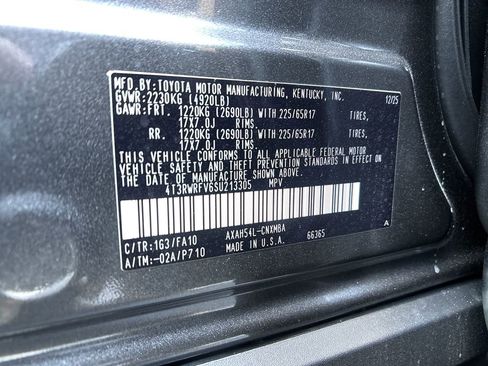 MFD.BY:TOYOTA MOTOR MANUFACTURING, KENTUCKY, INC.
GVWR:2230KG (4920LB) 12/25
GAWR:FRT. 1220KG (2690LB) WITH 225/65R17 TIRES,
17X7.0J RIMS
RR. 1220KG (2690LB) WITH 225/65R17 TIRES,
17X7.0J RIMS
THIS VEHICLE CONFORMS TO ALL APPLICABLE FEDERAL MOTOR
VEHICLE SAFETY AND THEFT PREVENTION STANDARDS IN EFFECT
ON THE DATE OF MANUFACTURE SHOWN ABOVE.
4T3RWRFV6SU213305 MPV
C/TR:1G3/FA10 AXAH54L-CNXMBA A
A/TM:-02A/P710 66365